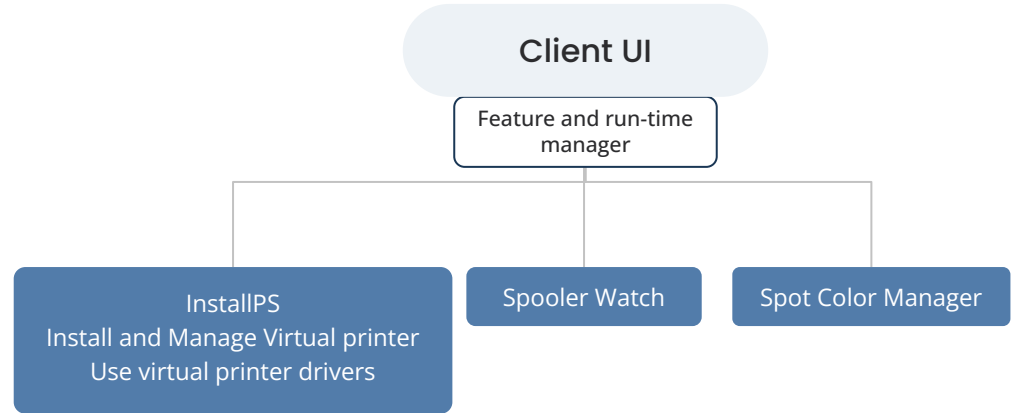 Client UI
Feature and run-time
manager
InstallPS
Install and Manage Virtual printer
Use virtual printer drivers
Spooler Watch
Spot Color Manager